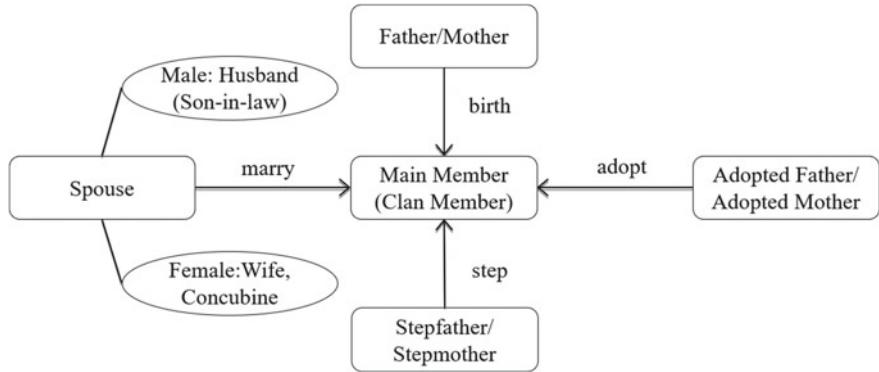 Father/Mother
Male: Husband
(Son-in-law)
birth
Spouse
marry
Main Member
(Clan Member)
adopt
Adopted Father/
Adopted Mother
Female:Wife,
Concubine
step
Stepfather/
Stepmother